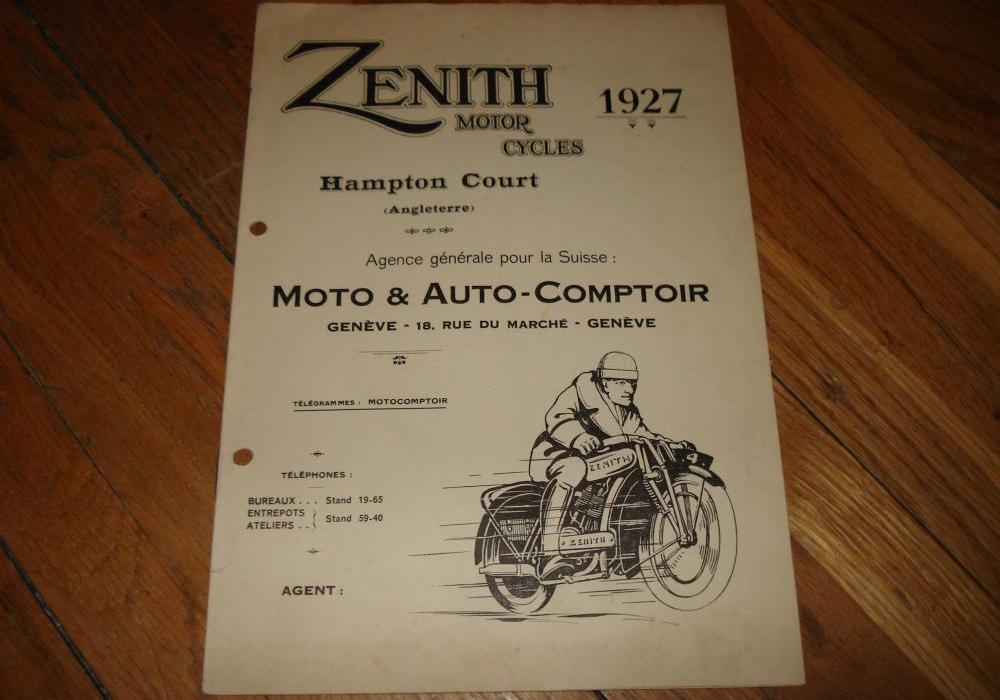 ZENITH
MOTOR
CYCLES
1927
Hampton Court
(Angleterre)
Agence générale pour la Suisse :
MOTO & AUTO-COMPTOIR
GENÈVE - 18, RUE DU MARCHÉ - GENÈVE
TÉLÉGRAMMES : MOTOCOMPTOIR
TÉLÉPHONES :
BUREAUX . . . Stand 19-65
ENTREPOTS
ATELIERS . . } Stand 59-40
AGENT :
ZENITH
4
ZENITH